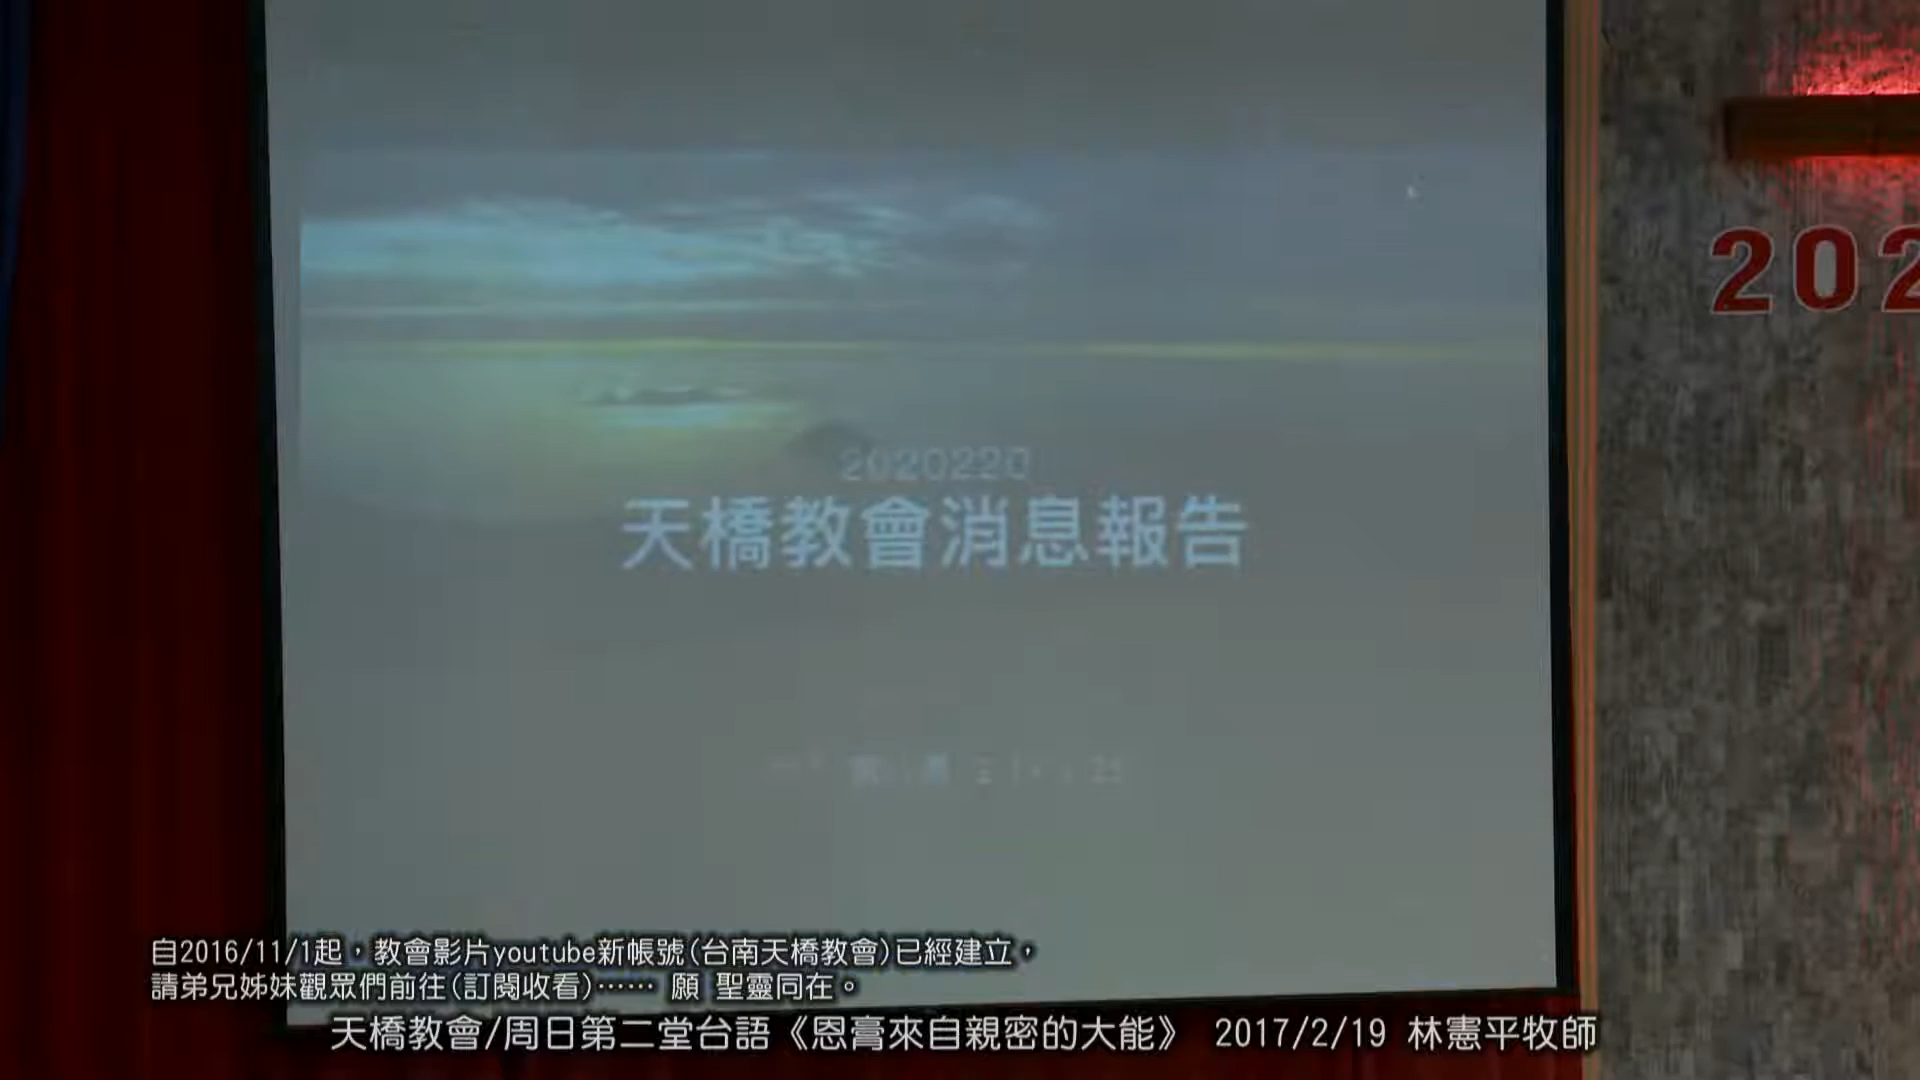 202
2020220
天橋教會消息報告
自2016/11/1起，教會影片youtube新帳號(台南天橋教會)已經建立，
請弟兄姊妹觀眾們前往(訂閱收看)…… 願 聖靈同在。
天橋教會/周日第二堂台語《恩膏來自親密的大能》 2017/2/19 林憲平牧師